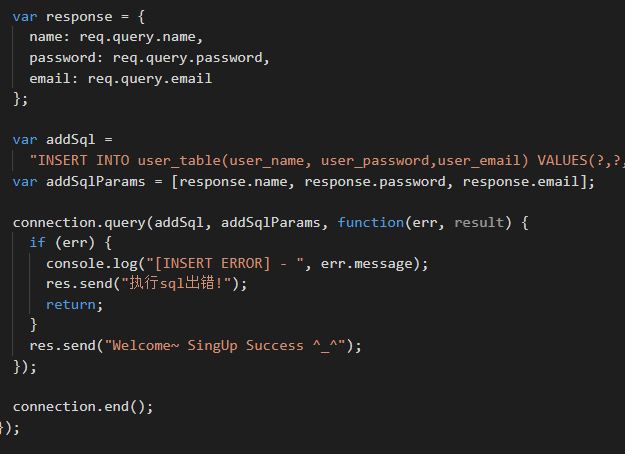 var response = {
name: req.query.name,
password: req.query.password,
email: req.query.email
};
var addSql =
"INSERT INTO user_table(user_name, user_password,user_email) VALUES(?,?,
var addSqlParams = [response.name, response.password, response.email];
connection.query(addSql, addSqlParams, function(err, result) {
if (err) {
console.log("[INSERT ERROR] - ", err.message);
res.send("执行sql出错!");
return;
}
res.send("Welcome~ SingUp Success ^_^");
});
connection.end();
});